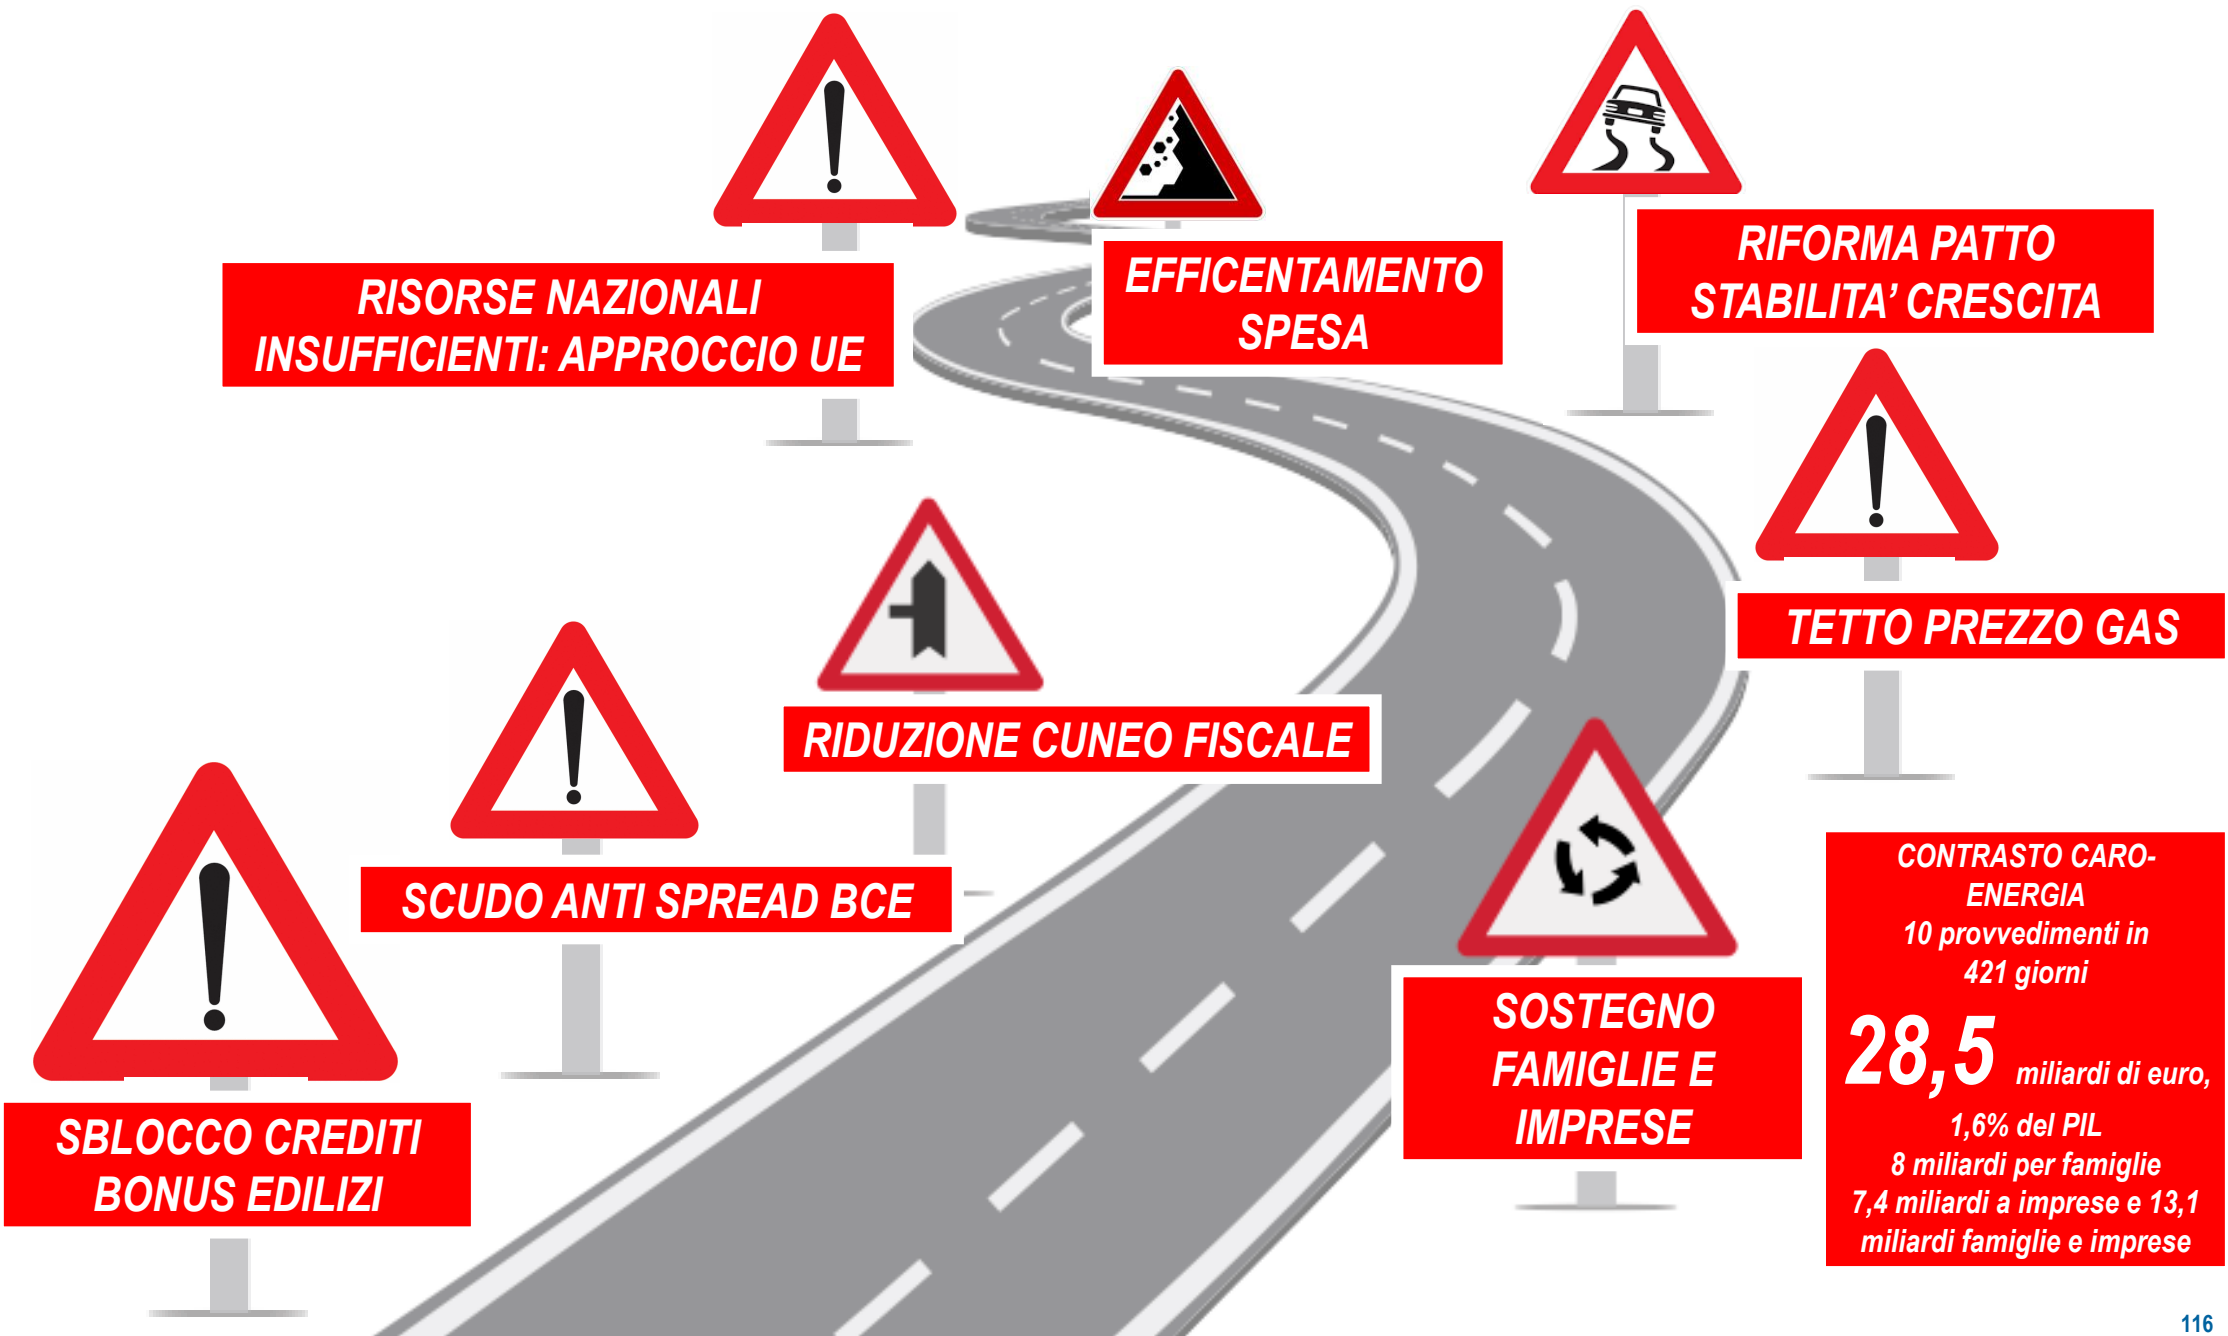 RISORSE NAZIONALI
INSUFFICIENTI: APPROCCIO UE
EFFICENTAMENTO
SPESA
RIFORMA PATTO
STABILITA’ CRESCITA
TETTO PREZZO GAS
RIDUZIONE CUNEO FISCALE
SCUDO ANTI SPREAD BCE
SBLOCCO CREDITI
BONUS EDILIZI
SOSTEGNO
FAMIGLIE E
IMPRESE
CONTRASTO CARO-
ENERGIA
10 provvedimenti in
421 giorni
28,5 miliardi di euro,
1,6% del PIL
8 miliardi per famiglie
7,4 miliardi a imprese e 13,1
miliardi famiglie e imprese
116